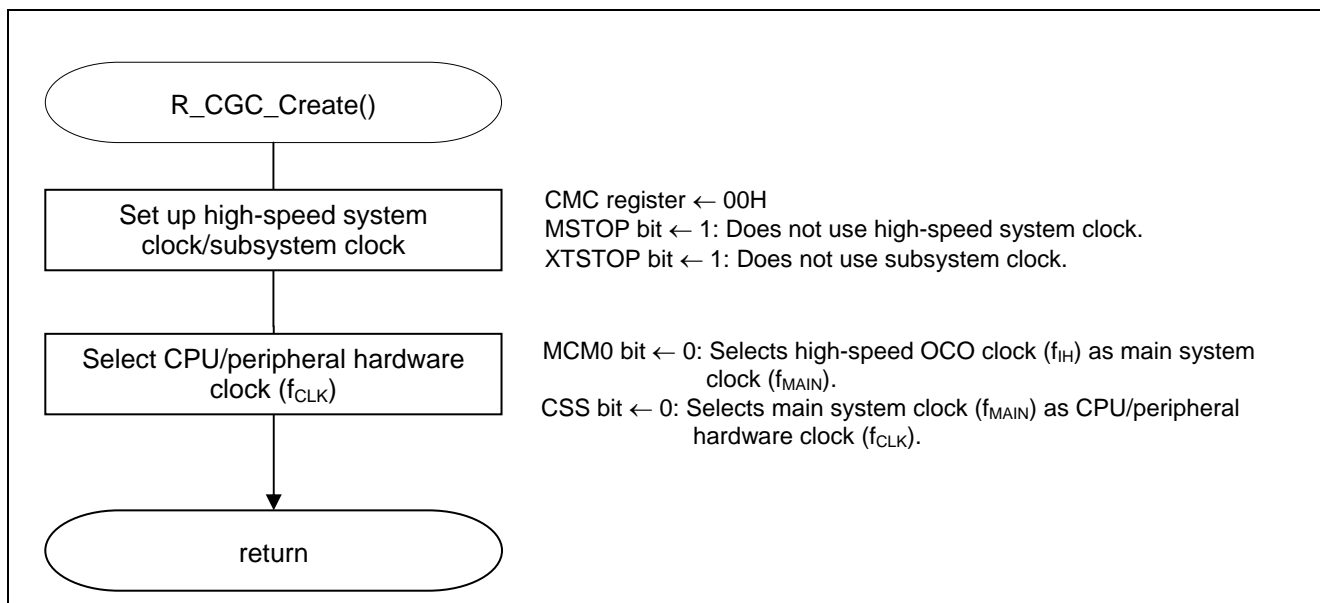 R_CGC_Create()
Set up high-speed system
clock/subsystem clock
CMC register ← 00H
MSTOP bit ← 1: Does not use high-speed system clock.
XTSTOP bit ← 1: Does not use subsystem clock.
Select CPU/peripheral hardware
clock (fCLK)
MCM0 bit ← 0: Selects high-speed OCO clock (fIH) as main system
clock (fMAIN).
CSS bit ← 0: Selects main system clock (fMAIN) as CPU/peripheral
hardware clock (fCLK).
return